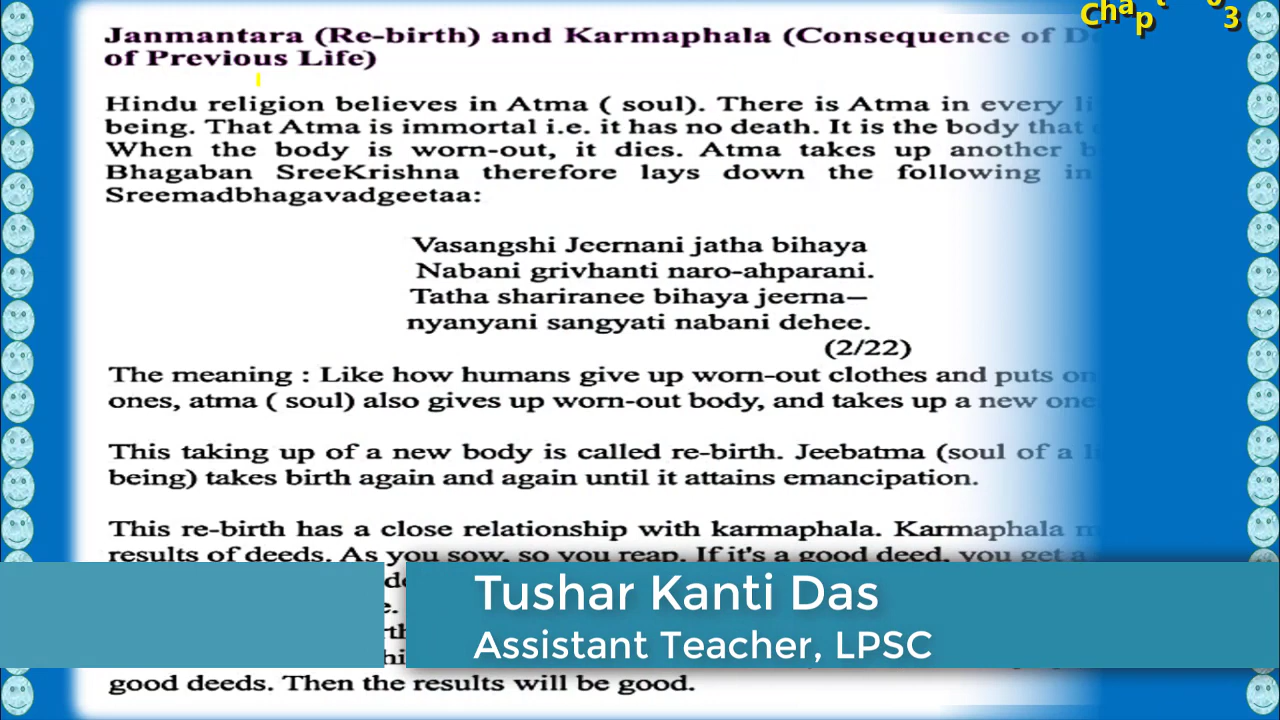 Chapt 3
Janmantara (Re-birth) and Karmaphala (Consequence of
of Previous Life)
Hindu religion believes in Atma ( soul). There is Atma in every
being. That Atma is immortal i.e. it has no death. It is the body that
When the body is worn-out, it dies. Atma takes up another
Bhagaban SreeKrishna therefore lays down the following in
Sreemadbhagavadgeetaa:
Vasangshi Jeernani jatha bihaya
Nabani grivhanti naro-ahparani.
Tatha shariranee bihaya jeerna—
nyanyani sangyati nabani dehee.
(2/22)
The meaning : Like how humans give up worn-out clothes and puts on
ones, atma ( soul) also gives up worn-out body, and takes up a new one
This taking up of a new body is called re-birth. Jeebatma (soul of a
being) takes birth again and again until it attains emancipation.
This re-birth has a close relationship with karmaphala. Karmaphala
results of deeds. As you sow, so you reap. If it's a good deed, you get a
good deeds. Then the results will be good.
Tushar Kanti Das
Assistant Teacher, LPSC